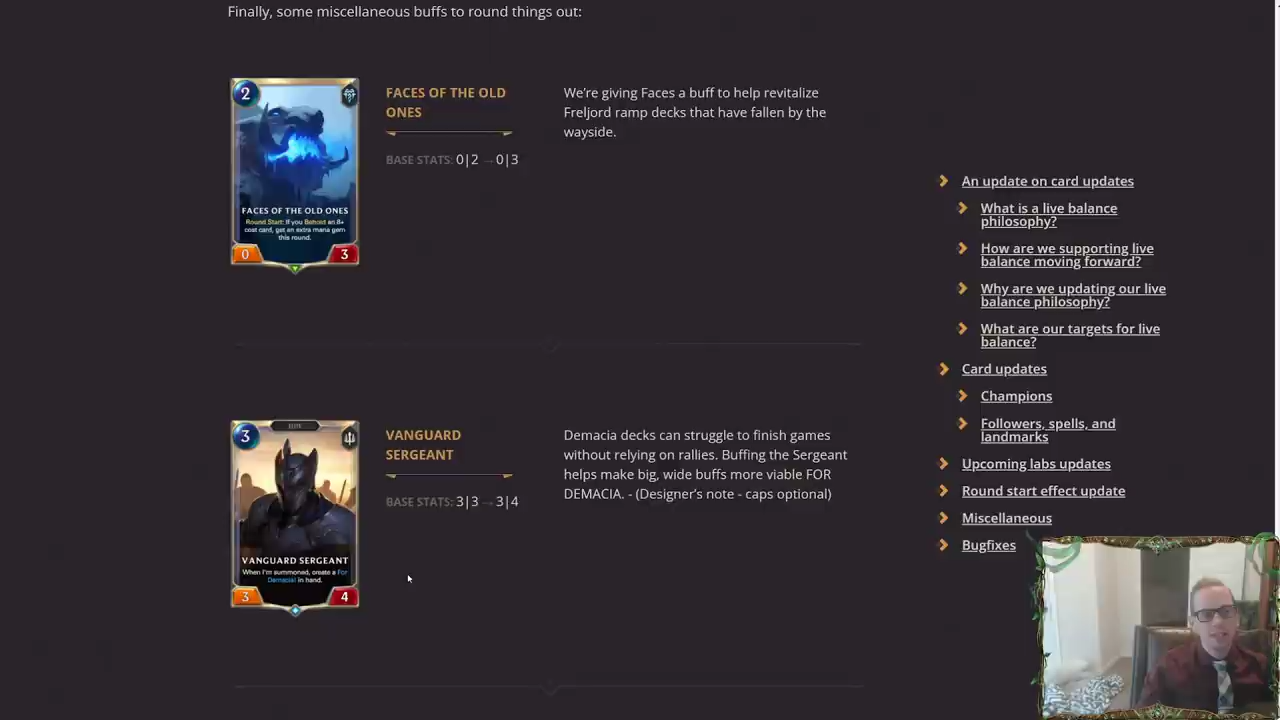 Finally, some miscellaneous buffs to round things out:
2
FACES OF THE OLD ONES
Round Start: If you Behold an 8+
cost card, get an extra mana gem
this round.
0
3
FACES OF THE OLD
ONES
BASE STATS: 0|2 → 0|3
We're giving Faces a buff to help revitalize
Freljord ramp decks that have fallen by the
wayside.
ELITE
3
VANGUARD SERGEANT
When I'm summoned, create a For
Demacia! in hand.
3
4
VANGUARD
SERGEANT
BASE STATS: 3|3 → 3|4
Demacia decks can struggle to finish games
without relying on rallies. Buffing the Sergeant
helps make big, wide buffs more viable FOR
DEMACIA. - (Designer's note - caps optional)
An update on card updates
What is a live balance
philosophy?
How are we supporting live
balance moving forward?
Why are we updating our live
balance philosophy?
What are our targets for live
balance?
Card updates
Champions
Followers, spells, and
landmarks
Upcoming labs updates
Round start effect update
Miscellaneous
Bugfixes